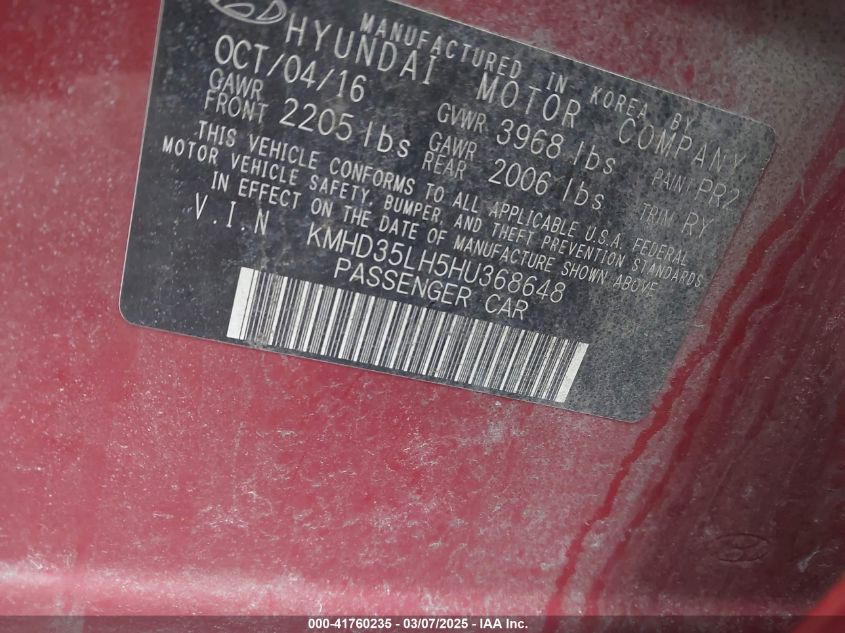 MANUFACTURED IN KOREA BY
HYUNDAI MOTOR COMPANY
OCT/04/16 GVWR 3968 lbs PAINT PR2
GAWR FRONT 2205 lbs GAWR REAR 2006 lbs TRIM RY
THIS VEHICLE CONFORMS TO ALL APPLICABLE U.S.A. FEDERAL
MOTOR VEHICLE SAFETY, BUMPER, AND THEFT PREVENTION STANDARDS
IN EFFECT ON THE DATE OF MANUFACTURE SHOWN ABOVE
V.I.N KMHD35LH5HU368648
PASSENGER CAR
000-41760235 - 03/07/2025 - IAA Inc.